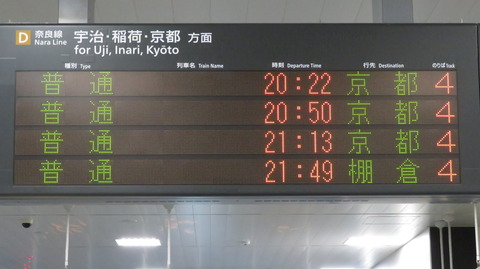 D 奈良線 宇治・稲荷・京都 方面
Nara Line for Uji, Inari, Kyōto
種別 Type 列車名 Train Name 時刻 Departure Time 行先 Destination のりば Track
普通 20:22 京都 4
普通 20:50 京都 4
普通 21:13 京都 4
普通 21:49 棚倉 4